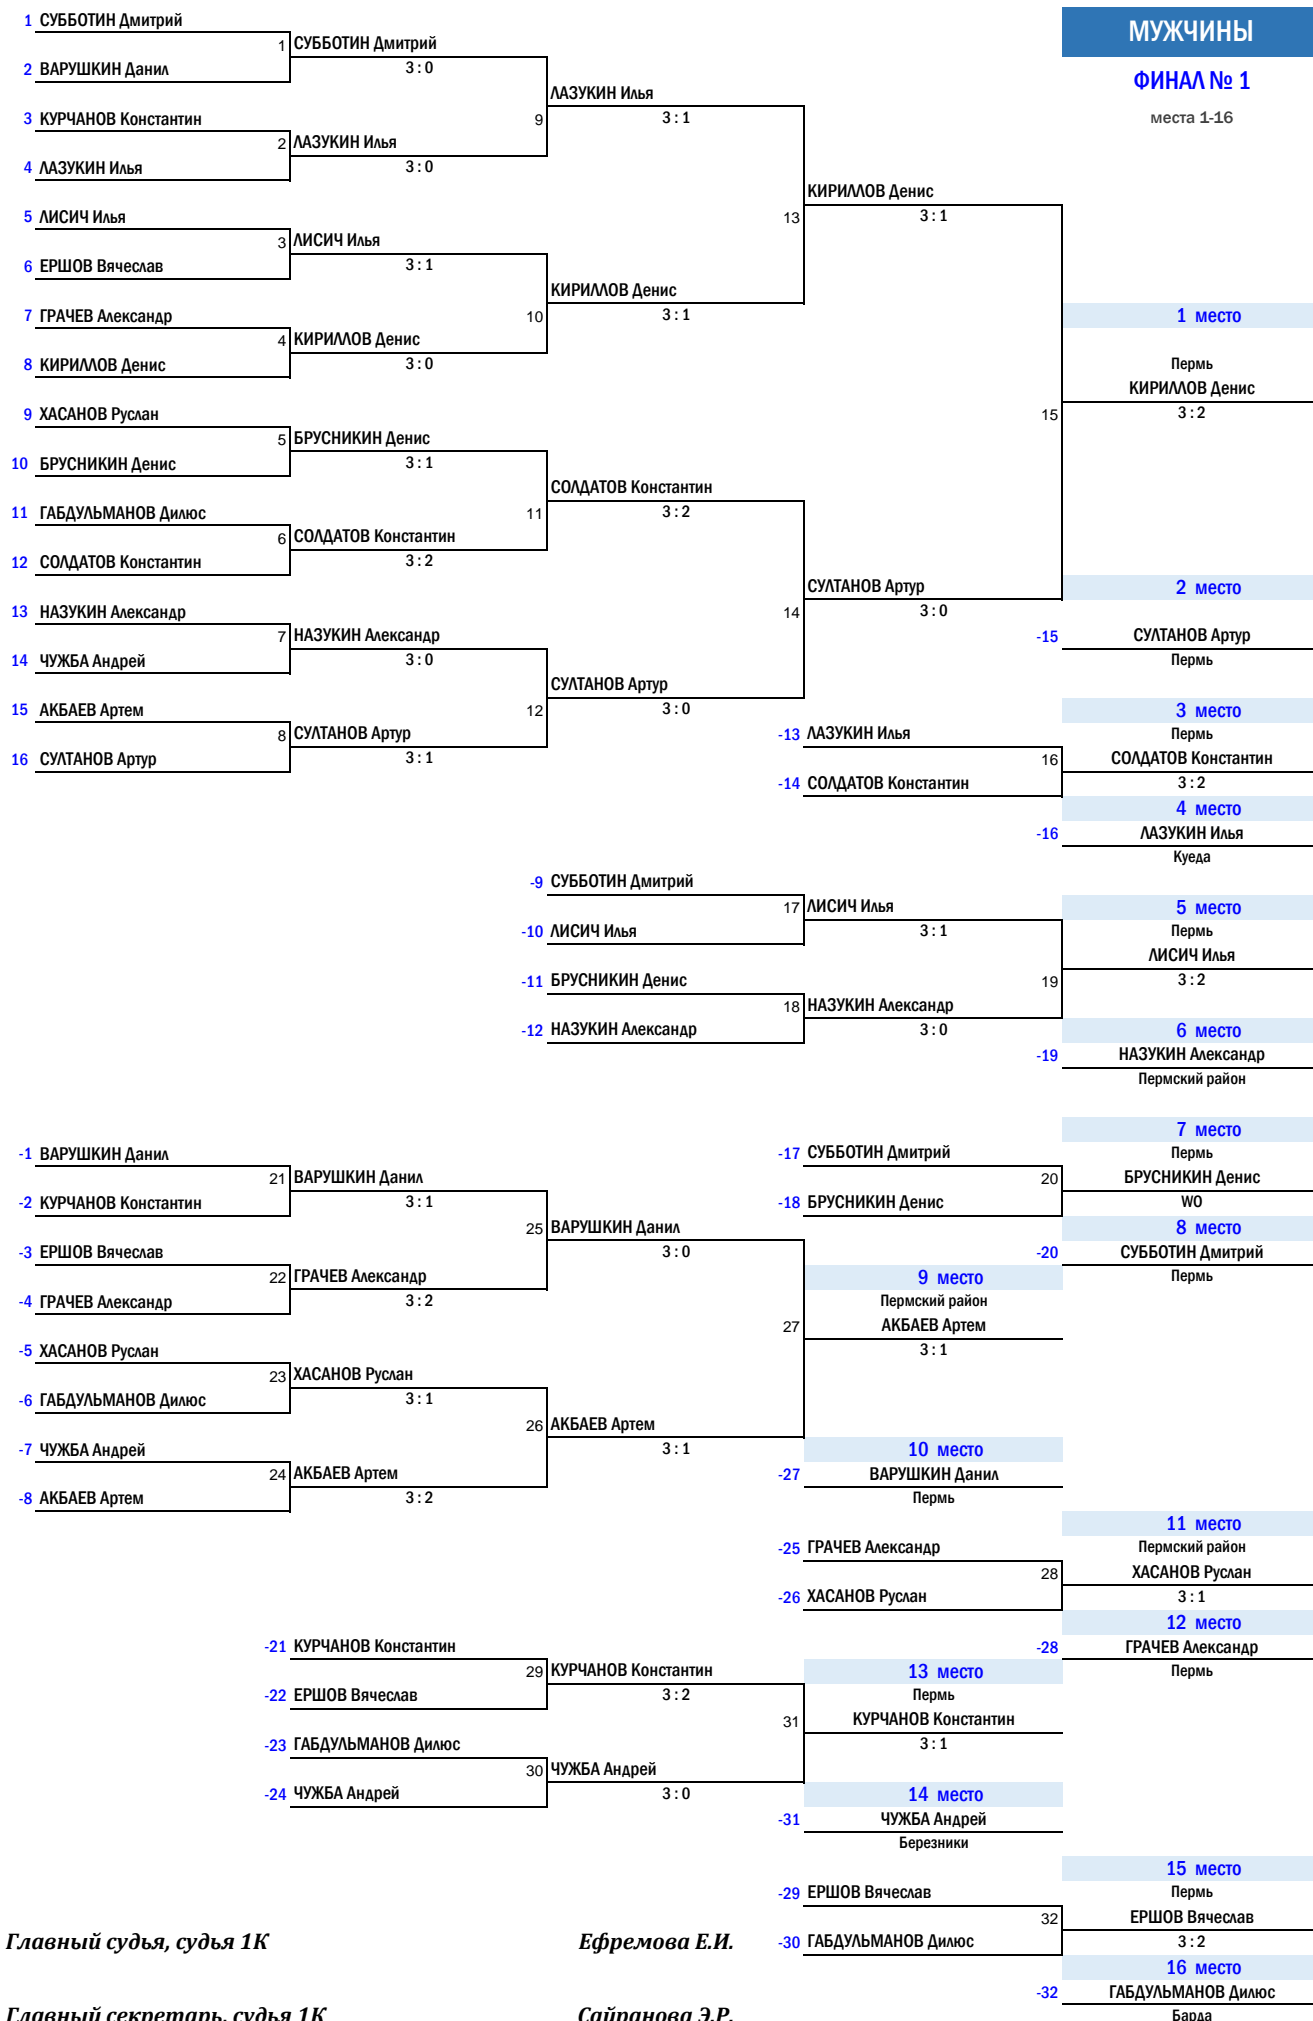 МУЖЧИНЫ
ФИНАЛ № 1
места 1-16
1 СУББОТИН Дмитрий
1 СУББОТИН Дмитрий
3 : 0
2 ВАРУШКИН Данил
9 ЛАЗУКИН Илья
3 : 1
3 КУРЧАНОВ Константин
2 ЛАЗУКИН Илья
3 : 0
4 ЛАЗУКИН Илья
13 КИРИЛЛОВ Денис
3 : 1
5 ЛИСИЧ Илья
3 ЛИСИЧ Илья
3 : 1
6 ЕРШОВ Вячеслав
10 КИРИЛЛОВ Денис
3 : 1
7 ГРАЧЕВ Александр
4 КИРИЛЛОВ Денис
3 : 0
8 КИРИЛЛОВ Денис
1 место
Пермь
15 КИРИЛЛОВ Денис
3 : 2
9 ХАСАНОВ Руслан
5 БРУСНИКИН Денис
3 : 1
10 БРУСНИКИН Денис
11 СОЛДАТОВ Константин
3 : 2
11 ГАБДУЛЬМАНОВ Дилюс
6 СОЛДАТОВ Константин
3 : 2
12 СОЛДАТОВ Константин
14 СУЛТАНОВ Артур
3 : 0
2 место
-15 СУЛТАНОВ Артур
Пермь
13 НАЗУКИН Александр
7 НАЗУКИН Александр
3 : 0
14 ЧУЖБА Андрей
12 СУЛТАНОВ Артур
3 : 0
15 АКБАЕВ Артем
8 СУЛТАНОВ Артур
3 : 1
16 СУЛТАНОВ Артур
3 место
-13 ЛАЗУКИН Илья
Пермь
16 СОЛДАТОВ Константин
-14 СОЛДАТОВ Константин
3 : 2
4 место
-16 ЛАЗУКИН Илья
Куеда
-9 СУББОТИН Дмитрий
17 ЛИСИЧ Илья
3 : 1
-10 ЛИСИЧ Илья
5 место
Пермь
19 ЛИСИЧ Илья
3 : 2
-11 БРУСНИКИН Денис
18 НАЗУКИН Александр
3 : 0
-12 НАЗУКИН Александр
6 место
-19 НАЗУКИН Александр
Пермский район
7 место
-17 СУББОТИН Дмитрий
Пермь
20 БРУСНИКИН Денис
-18 БРУСНИКИН Денис
WO
8 место
-20 СУББОТИН Дмитрий
Пермь
-1 ВАРУШКИН Данил
21 ВАРУШКИН Данил
3 : 1
-2 КУРЧАНОВ Константин
25 ВАРУШКИН Данил
3 : 0
-3 ЕРШОВ Вячеслав
22 ГРАЧЕВ Александр
3 : 2
-4 ГРАЧЕВ Александр
9 место
Пермский район
27 АКБАЕВ Артем
3 : 1
-5 ХАСАНОВ Руслан
23 ХАСАНОВ Руслан
3 : 1
-6 ГАБДУЛЬМАНОВ Дилюс
26 АКБАЕВ Артем
3 : 1
-7 ЧУЖБА Андрей
24 АКБАЕВ Артем
3 : 2
-8 АКБАЕВ Артем
10 место
-27 ВАРУШКИН Данил
Пермь
11 место
-25 ГРАЧЕВ Александр
Пермский район
28 ХАСАНОВ Руслан
-26 ХАСАНОВ Руслан
3 : 1
12 место
-28 ГРАЧЕВ Александр
Пермь
-21 КУРЧАНОВ Константин
29 КУРЧАНОВ Константин
3 : 2
-22 ЕРШОВ Вячеслав
13 место
Пермь
31 КУРЧАНОВ Константин
3 : 1
-23 ГАБДУЛЬМАНОВ Дилюс
30 ЧУЖБА Андрей
3 : 0
-24 ЧУЖБА Андрей
14 место
-31 ЧУЖБА Андрей
Березники
15 место
-29 ЕРШОВ Вячеслав
Пермь
32 ЕРШОВ Вячеслав
-30 ГАБДУЛЬМАНОВ Дилюс
3 : 2
16 место
-32 ГАБДУЛЬМАНОВ Дилюс
Барда
Главный судья, судья 1К Ефремова Е.И.
Главный секретарь, судья 1К Сайранова Э.Р.